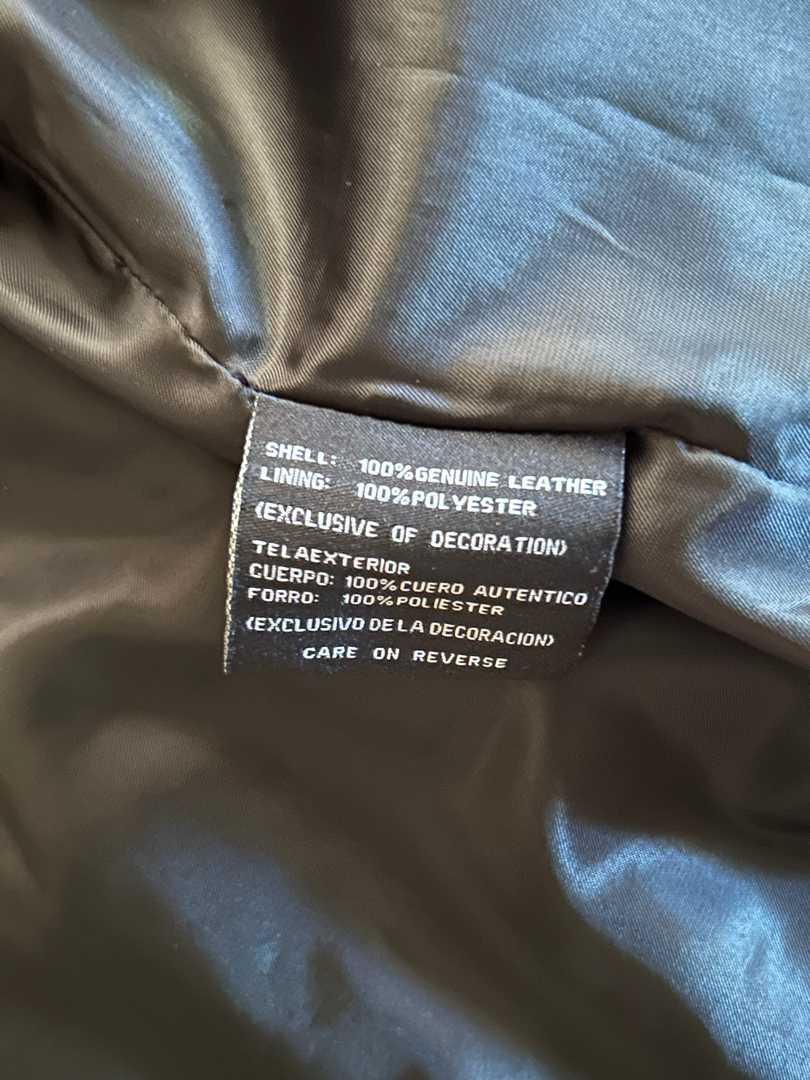 SHELL: 100%GENUINE LEATHER
LINING: 100%POLYESTER
(EXCLUSIVE OF DECORATION)
TELAEXTERIOR
CUERPO: 100%CUERO AUTENTICO
FORRO: 100%POLIESTER
(EXCLUSIVO DE LA DECORACION)
CARE ON REVERSE